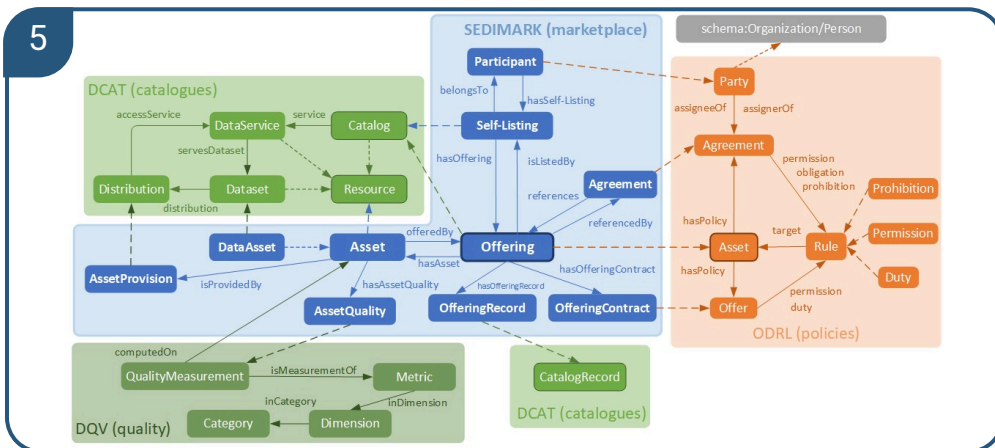 5
SEDIMARK (marketplace)
schema:Organization/Person
Participant
Party
DCAT (catalogues)
belongsTo
hasSelf-Listing
assigneeOf
assignerOf
accessService
DataService
service
Catalog
Self-Listing
servesDataset
hasOffering
isListedBy
Agreement
permission
obligation
prohibition
Distribution
Dataset
Resource
references
Agreement
Prohibition
distribution
referencedBy
hasPolicy
Permission
DataAsset
Asset
offeredBy
Offering
Asset
target
Rule
AssetProvision
isProvidedBy
hasAsset
hasOfferingContract
hasPolicy
Duty
hasAssetQuality
hasOfferingRecord
AssetQuality
OfferingRecord
OfferingContract
Offer
permission
duty
ODRL (policies)
computedOn
QualityMeasurement
isMeasurementOf
Metric
CatalogRecord
inCategory
inDimension
Category
Dimension
DCAT (catalogues)
DQV (quality)